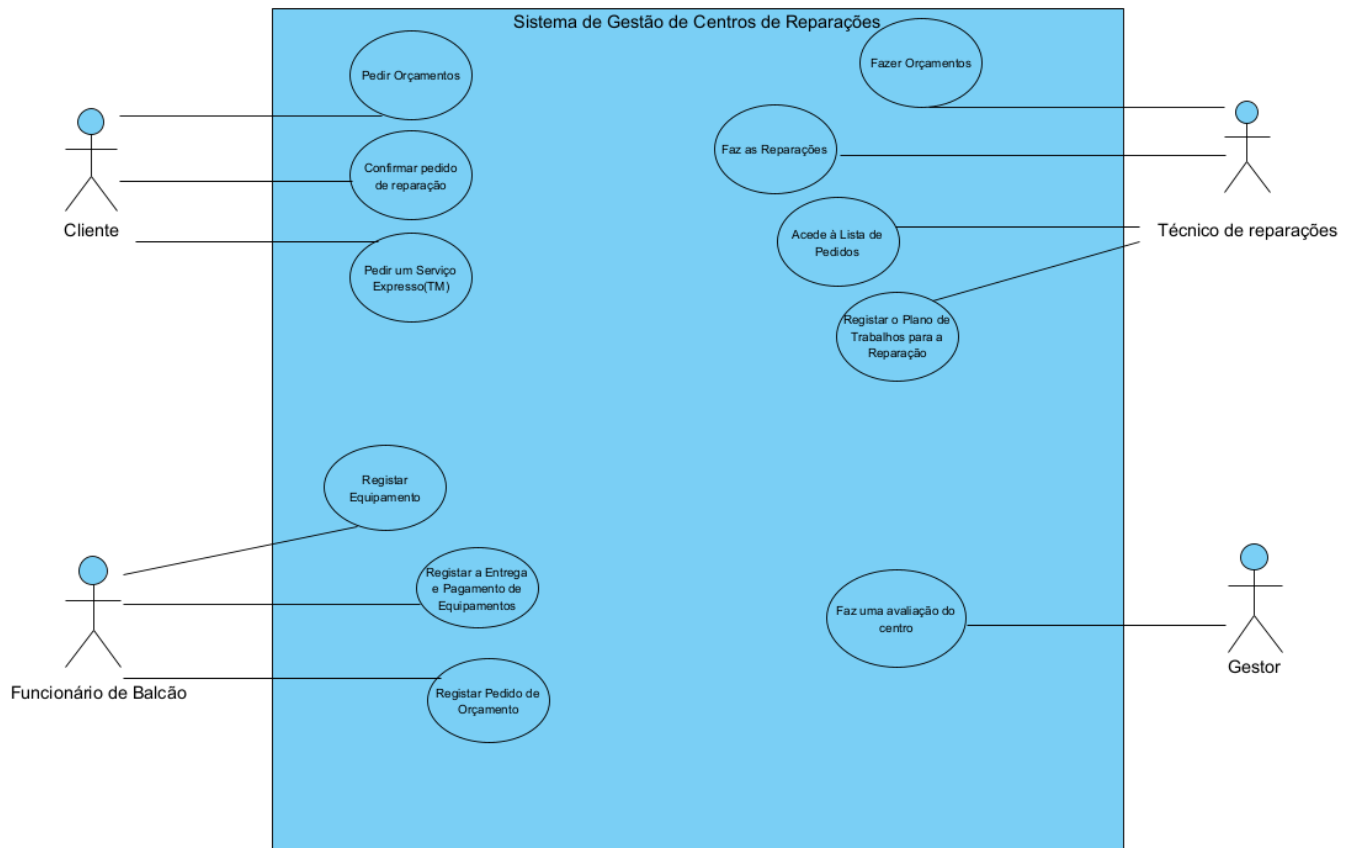 Sistema de Gestão de Centros de Reparações
Pedir Orçamentos
Confirmar pedido
de reparação
Pedir um Serviço
Expresso(TM)
Cliente
Fazer Orçamentos
Faz as Reparações
Acede à Lista de
Pedidos
Registar o Plano de
Trabalhos para a
Reparação
Técnico de reparações
Registar
Equipamento
Registar a Entrega
e Pagamento de
Equipamentos
Registar Pedido de
Orçamento
Funcionário de Balcão
Faz uma avaliação do
centro
Gestor